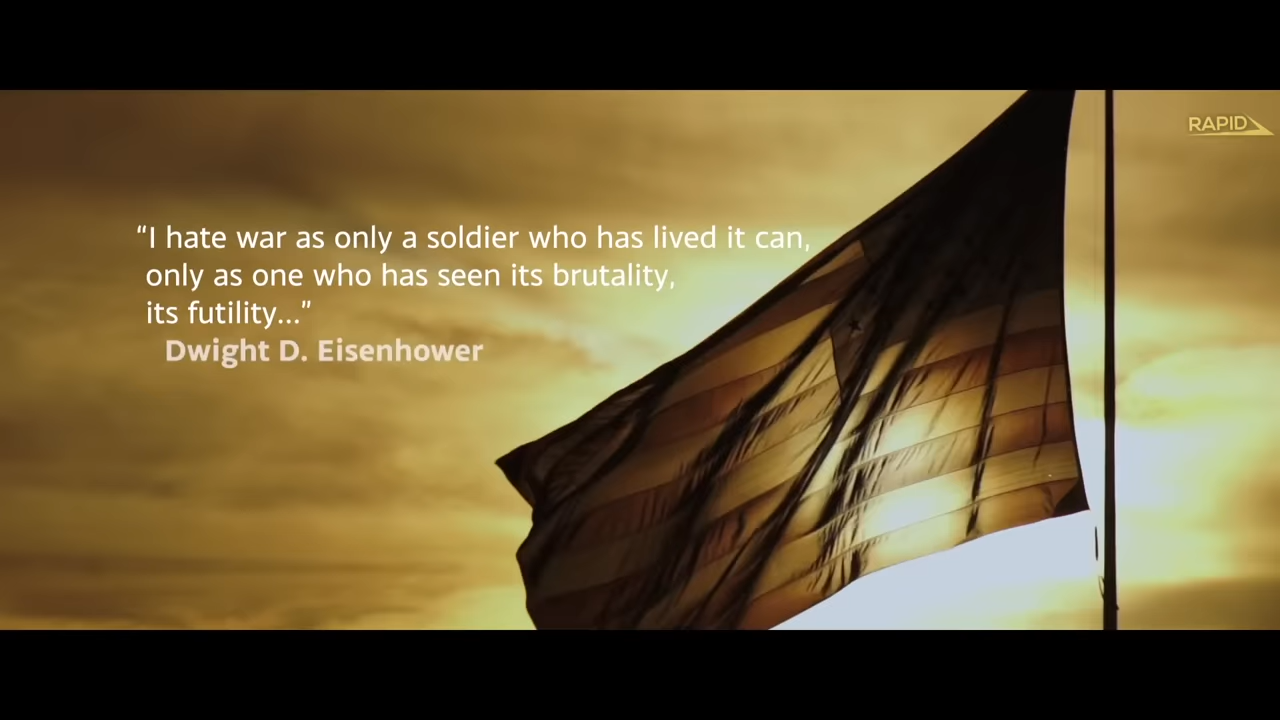 RAPID
“I hate war as only a soldier who has lived it can,
only as one who has seen its brutality,
its futility...”
Dwight D. Eisenhower